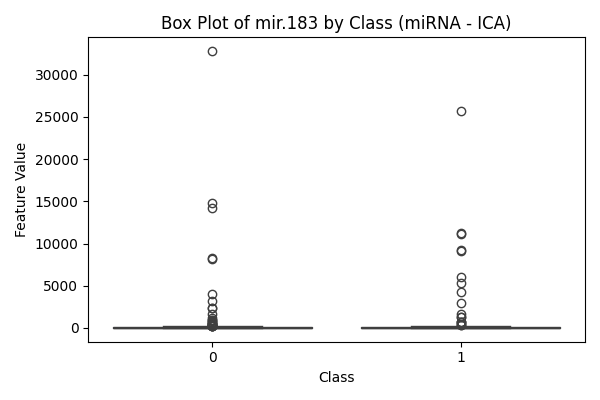 Box Plot of mir.183 by Class (miRNA - ICA)
Feature Value
30000
25000
20000
15000
10000
5000
0
0 1
Class